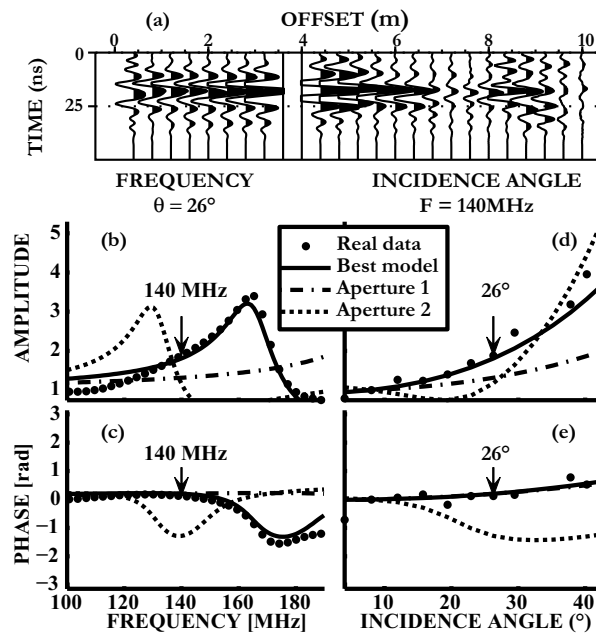 (a) OFFSET (m)
0 2 4 6 8 10
TIME (ns)
0
25
FREQUENCY INCIDENCE ANGLE
θ = 26° F = 140MHz
Real data
Best model
Aperture 1
Aperture 2
(b)
140 MHz
AMPLITUDE
5
4
3
2
1
(d)
26°
(c)
140 MHz
PHASE [rad]
3
2
1
0
−1
−2
−3
(e)
26°
100 120 140 160 180 10 20 30 40
FREQUENCY [MHz] INCIDENCE ANGLE (°)